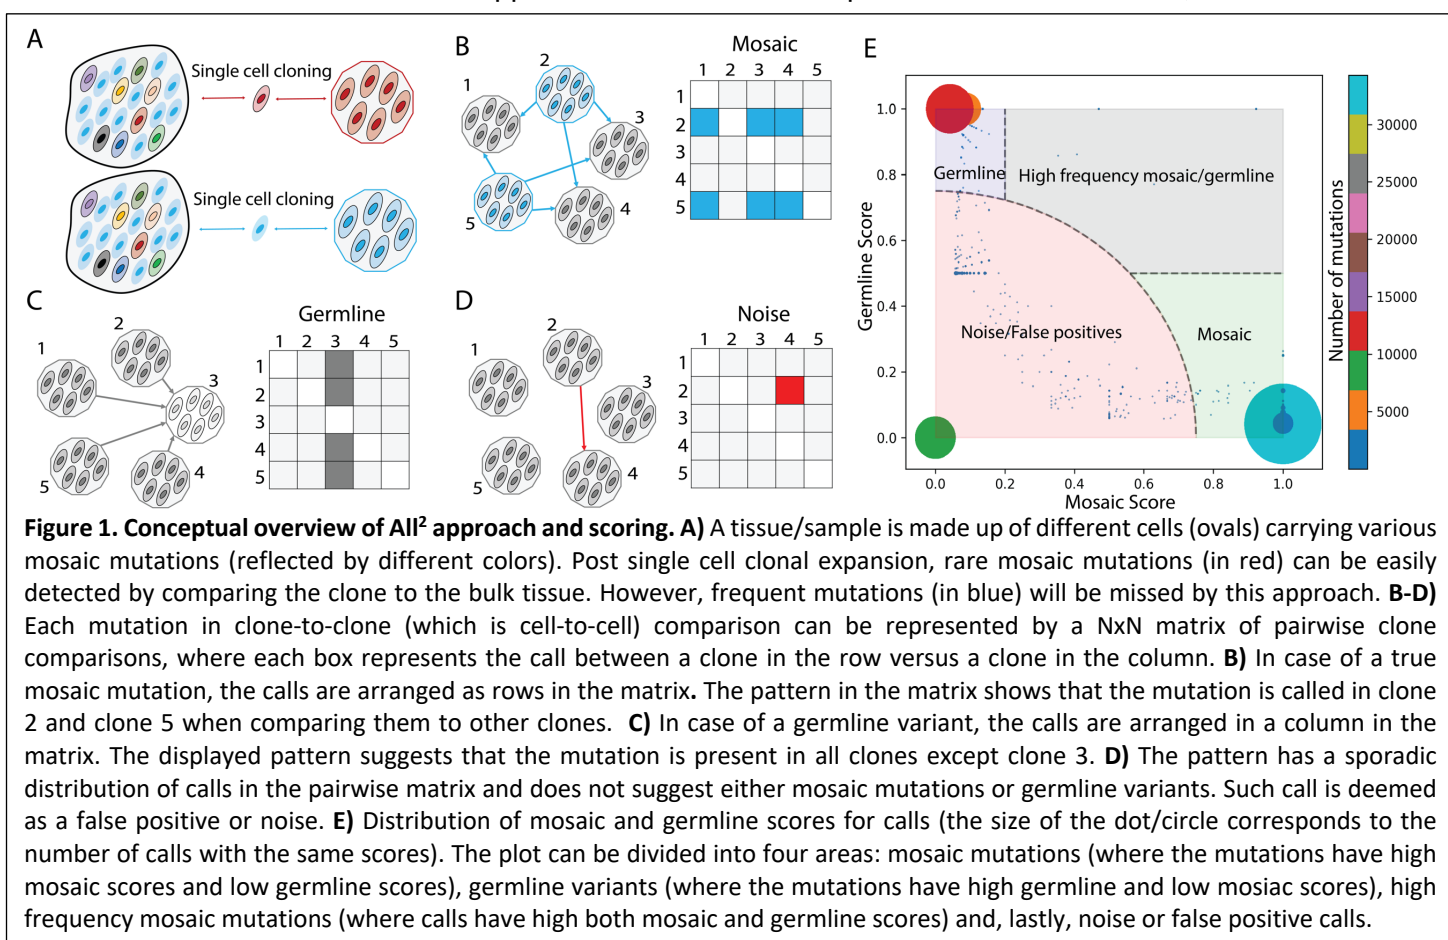 A
Single cell cloning
Single cell cloning
B
1
2
3
4
5
Mosaic
1 2 3 4 5
1
2
3
4
5
C
1
2
3
4
5
Germline
1 2 3 4 5
1
2
3
4
5
D
1
2
3
4
5
Noise
1 2 3 4 5
1
2
3
4
5
E
Germline Score
1.0
0.8
0.6
0.4
0.2
0.0
Germline
High frequency mosaic/germline
Noise/False positives
Mosaic
0.0 0.2 0.4 0.6 0.8 1.0
Mosaic Score
Number of mutations
30000
25000
20000
15000
10000
5000
Figure 1. Conceptual overview of All² approach and scoring. A) A tissue/sample is made up of different cells (ovals) carrying various
mosaic mutations (reflected by different colors). Post single cell clonal expansion, rare mosaic mutations (in red) can be easily
detected by comparing the clone to the bulk tissue. However, frequent mutations (in blue) will be missed by this approach. B-D)
Each mutation in clone-to-clone (which is cell-to-cell) comparison can be represented by a NxN matrix of pairwise clone
comparisons, where each box represents the call between a clone in the row versus a clone in the column. B) In case of a true
mosaic mutation, the calls are arranged as rows in the matrix. The pattern in the matrix shows that the mutation is called in clone
2 and clone 5 when comparing them to other clones. C) In case of a germline variant, the calls are arranged in a column in the
matrix. The displayed pattern suggests that the mutation is present in all clones except clone 3. D) The pattern has a sporadic
distribution of calls in the pairwise matrix and does not suggest either mosaic mutations or germline variants. Such call is deemed
as a false positive or noise. E) Distribution of mosaic and germline scores for calls (the size of the dot/circle corresponds to the
number of calls with the same scores). The plot can be divided into four areas: mosaic mutations (where the mutations have high
mosaic scores and low germline scores), germline variants (where the mutations have high germline and low mosiac scores), high
frequency mosaic mutations (where calls have high both mosaic and germline scores) and, lastly, noise or false positive calls.